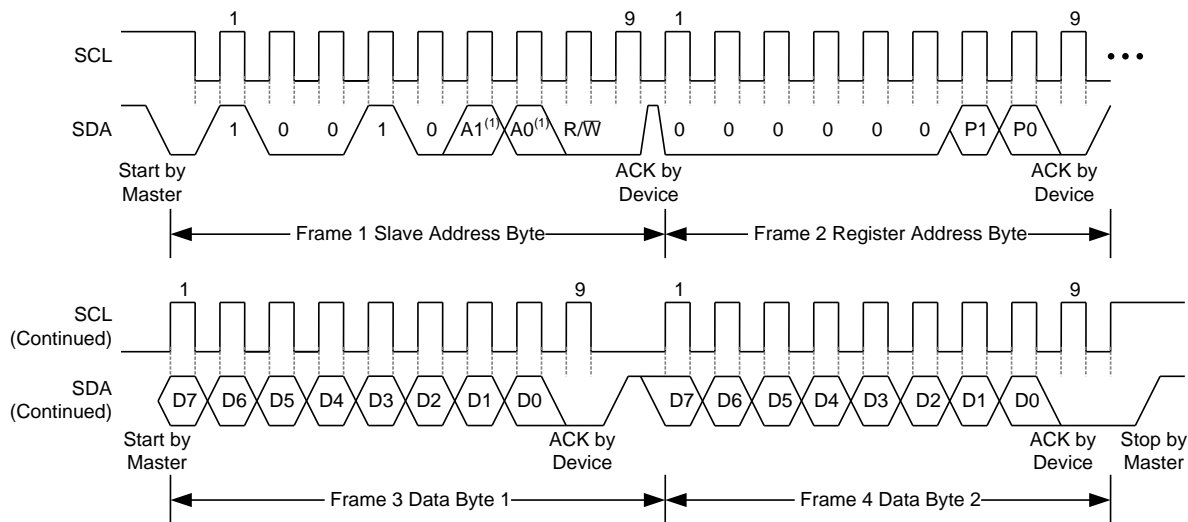 1 9 1 9
SCL
SDA 1 0 0 1 0 A1(1) A0(1) R/W̅ 0 0 0 0 0 0 P1 P0
Start by Master
ACK by Device
ACK by Device
Frame 1 Slave Address Byte
Frame 2 Register Address Byte
1 9 1 9
SCL (Continued)
SDA (Continued) D7 D6 D5 D4 D3 D2 D1 D0 D7 D6 D5 D4 D3 D2 D1 D0
Start by Master
ACK by Device
ACK by Device
Stop by Master
Frame 3 Data Byte 1
Frame 4 Data Byte 2